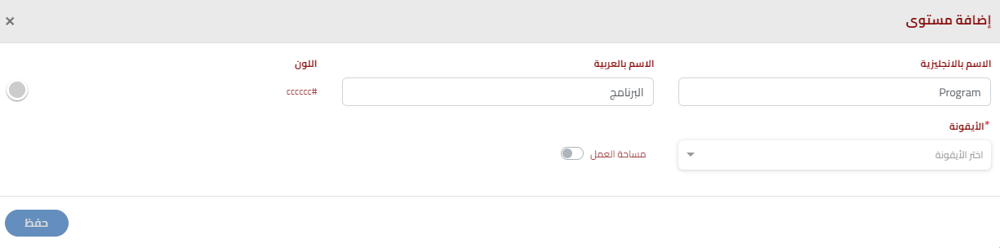 إضافة مستوى
×
الاسم بالانجليزية
الاسم بالعربية
اللون
Program
البرنامج
#cccccc
*الأيقونة
اختر الأيقونة
مساحة العمل
حفظ